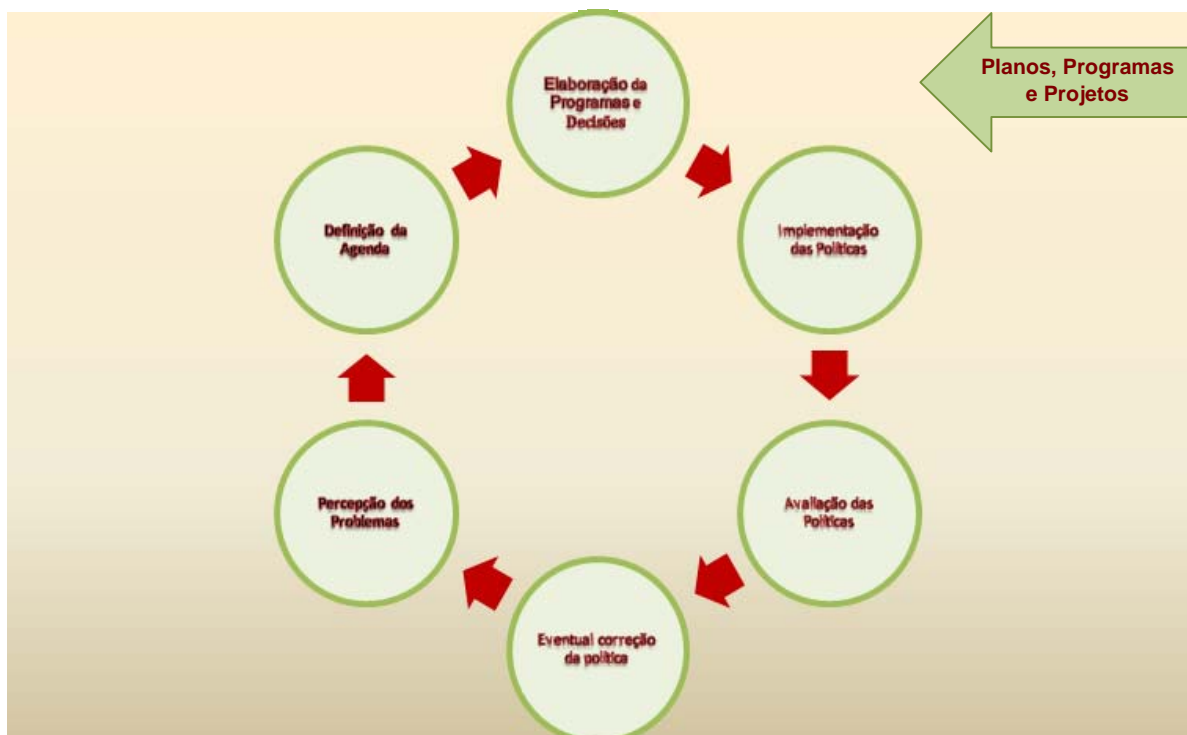 Planos, Programas
e Projetos
Elaboração da
Programas e
Decisões
Definição da
Agenda
Implementação
das Políticas
Percepção dos
Problemas
Avaliação das
Políticas
Eventual correção
da política